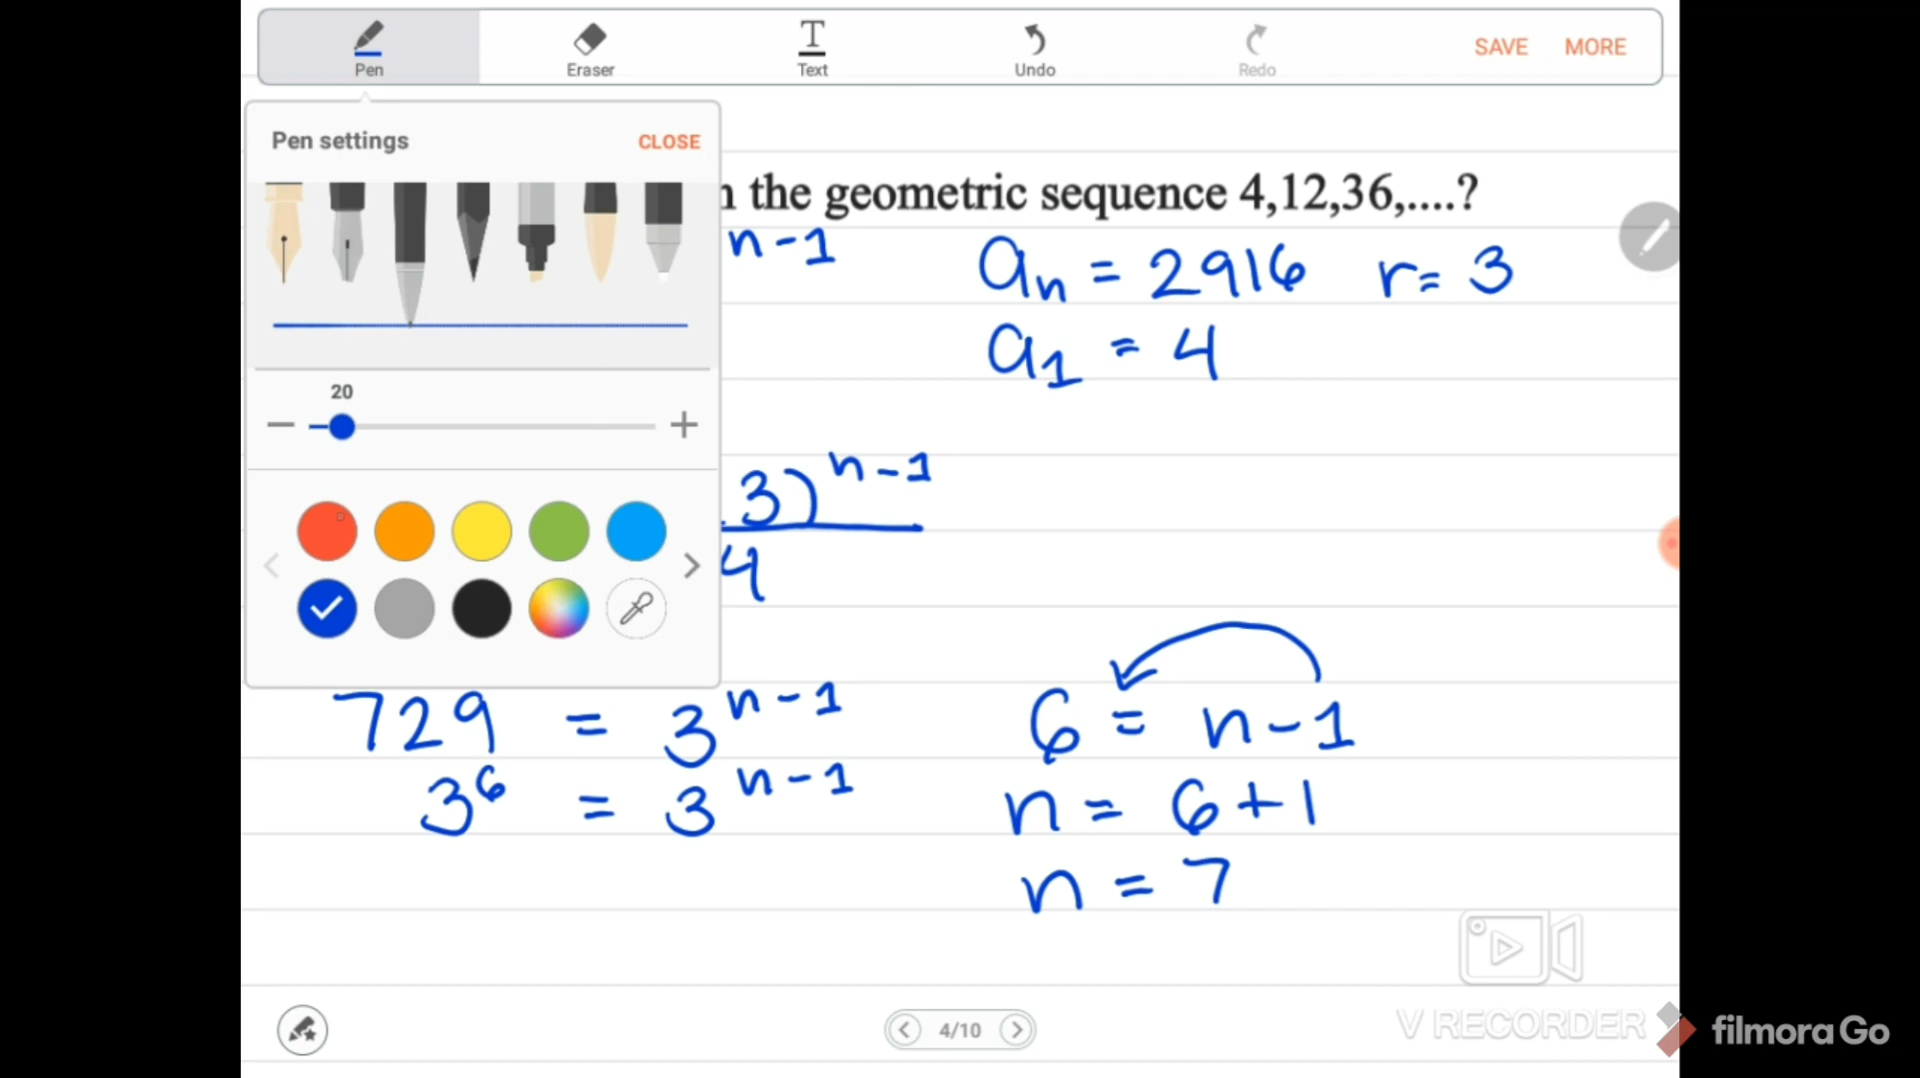 Pen Eraser T Text Undo Redo SAVE MORE
Pen settings CLOSE
the geometric sequence 4,12,36,....?
n-1
aₙ = 2916 r = 3
a₁ = 4
20
3)ⁿ⁻¹
4
729 = 3ⁿ⁻¹
3⁶ = 3ⁿ⁻¹
6 = n-1
n = 6+1
n = 7
4/10
V RECORDER
filmora Go